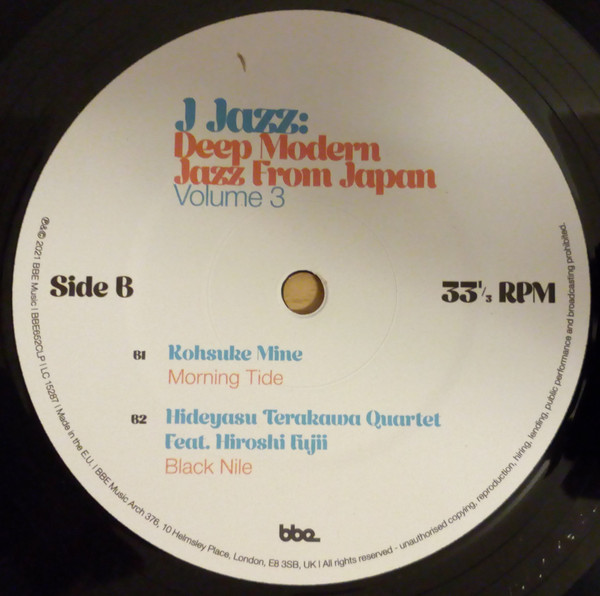 J Jazz:
Deep Modern
Jazz From Japan
Volume 3
Side B
33⅓ RPM
B1 Kohsuke Mine
Morning Tide
B2 Hideyasu Terakawa Quartet
Feat. Hiroshi Fujii
Black Nile
bbe
℗&© 2021 BBE Music | BBE652CLP | LC 15287 | Made in the E.U. | BBE Music Arch 376, 10 Helmsley Place, London, E8 3SB, UK | All rights reserved - unauthorised copying, reproduction, hiring, lending, public performance and broadcasting prohibited.